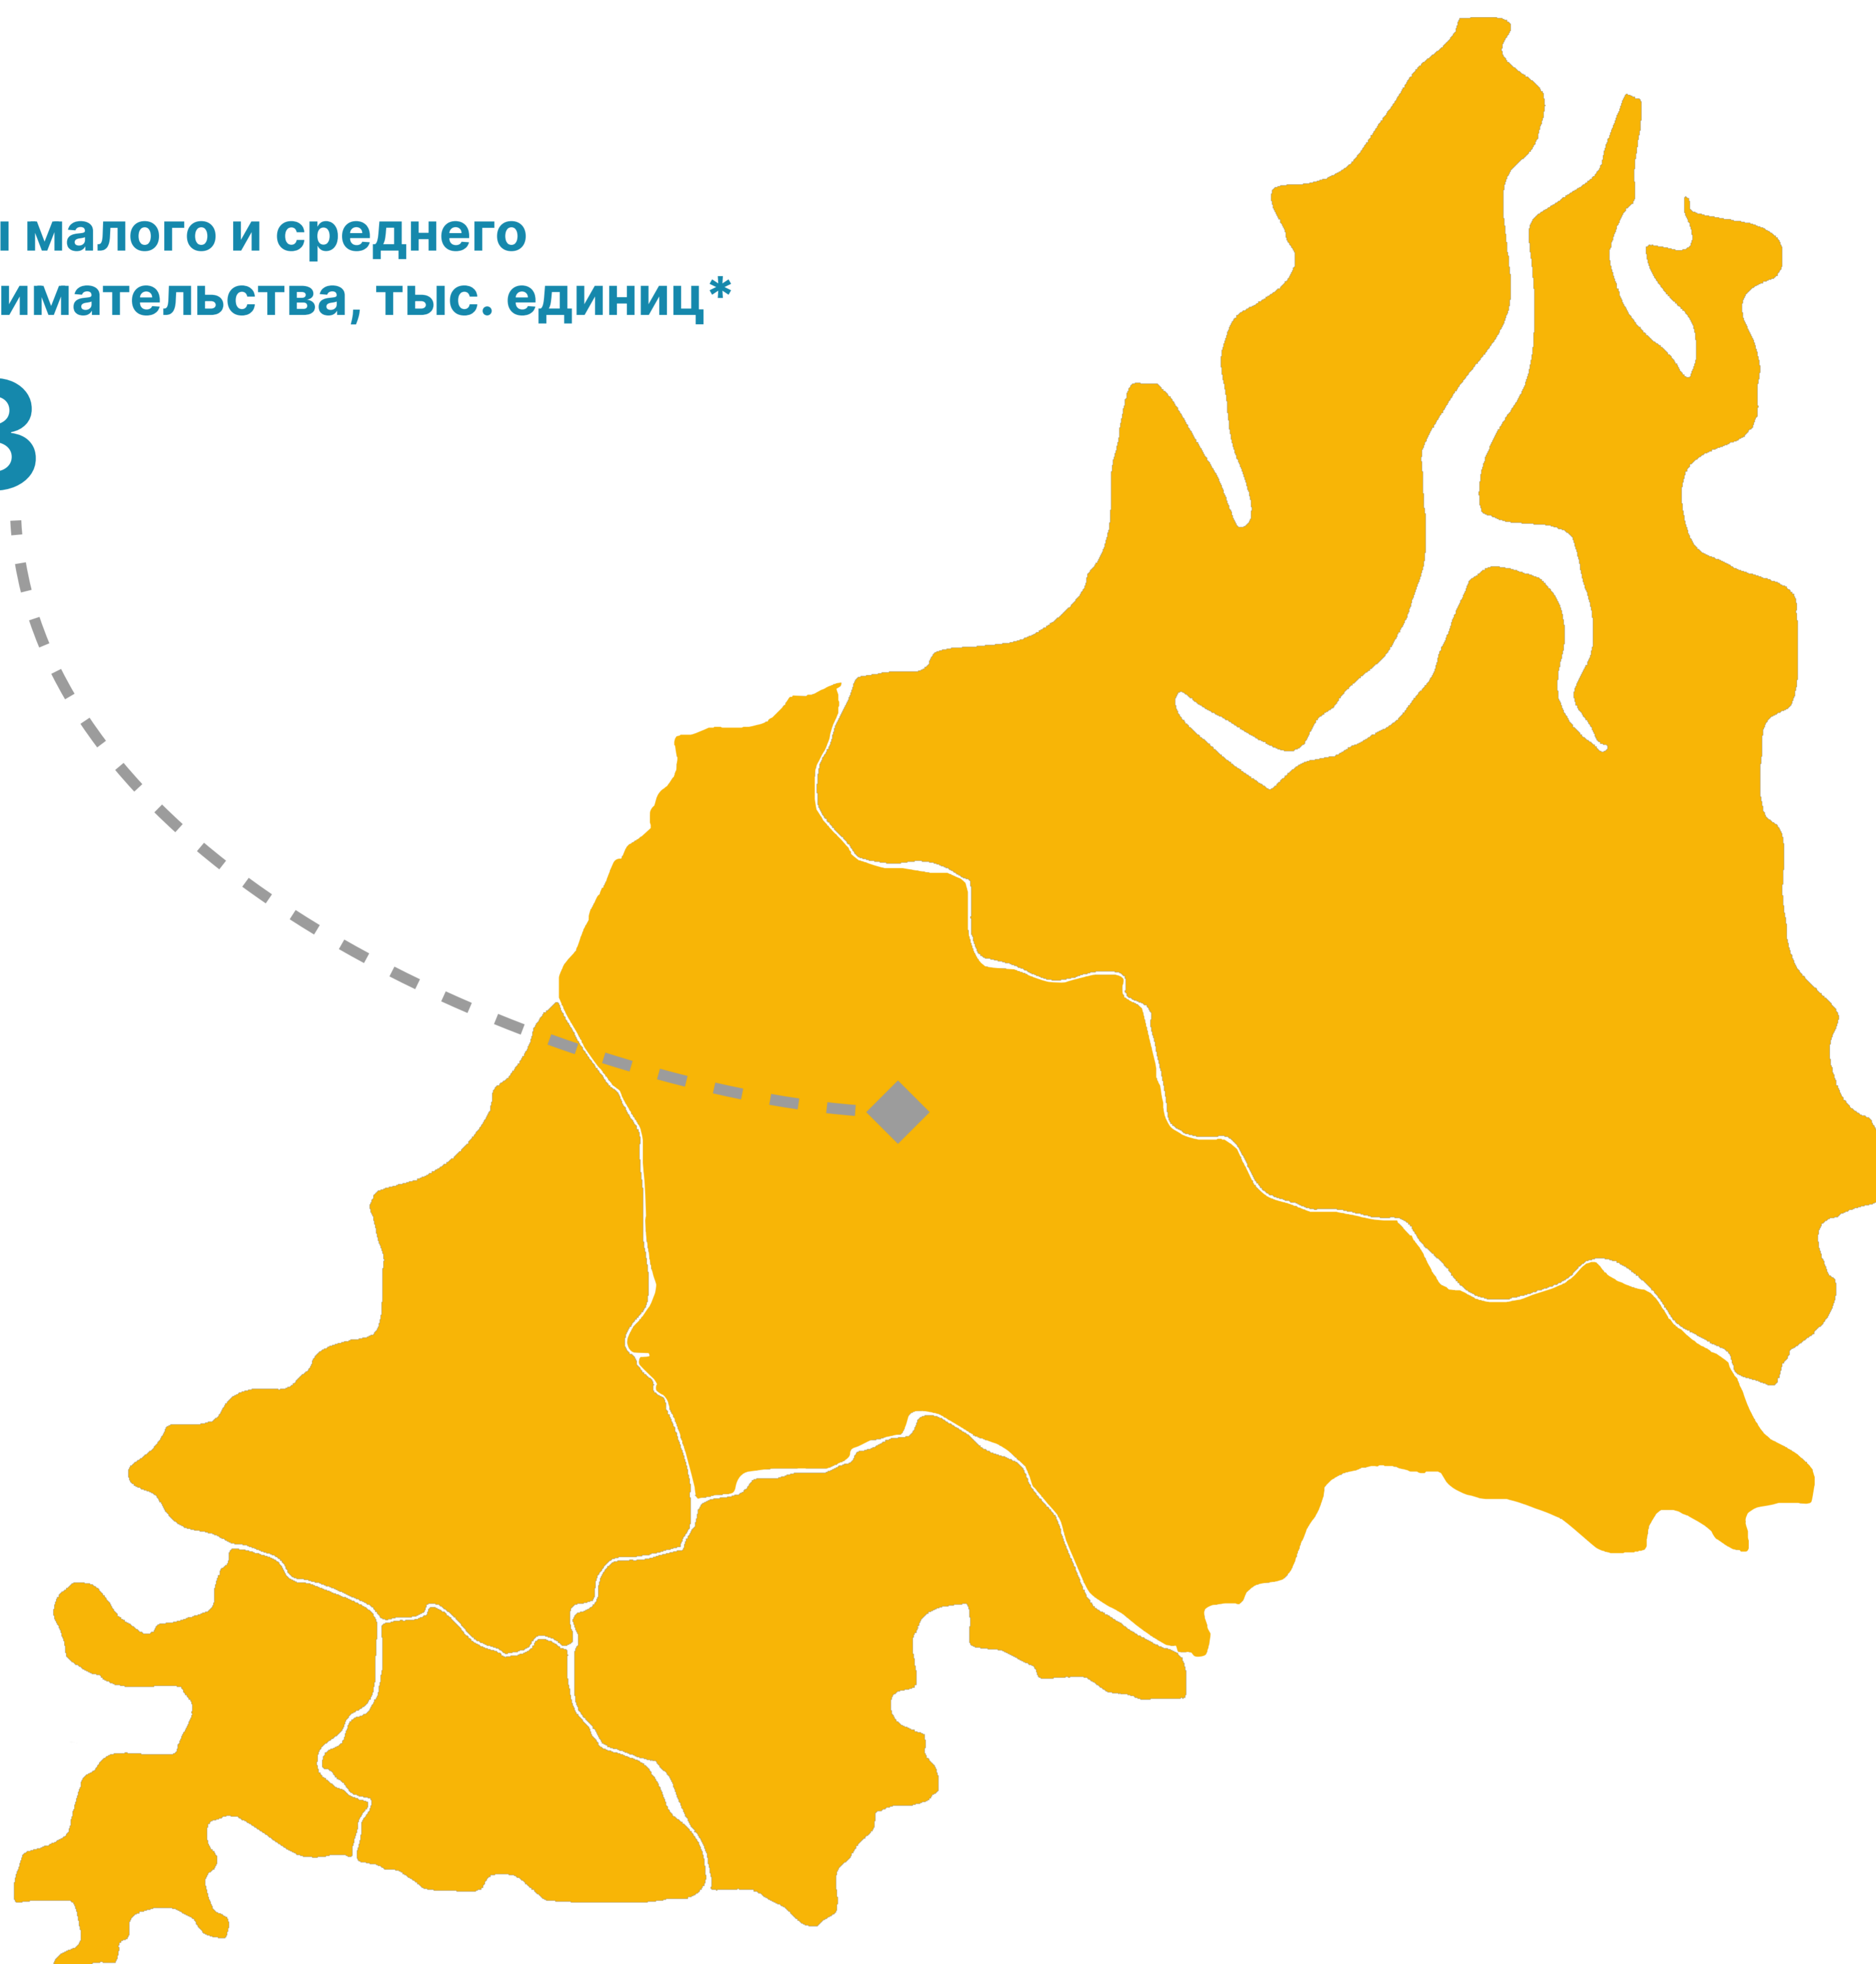 малого и среднего
имательства, тыс. единиц*